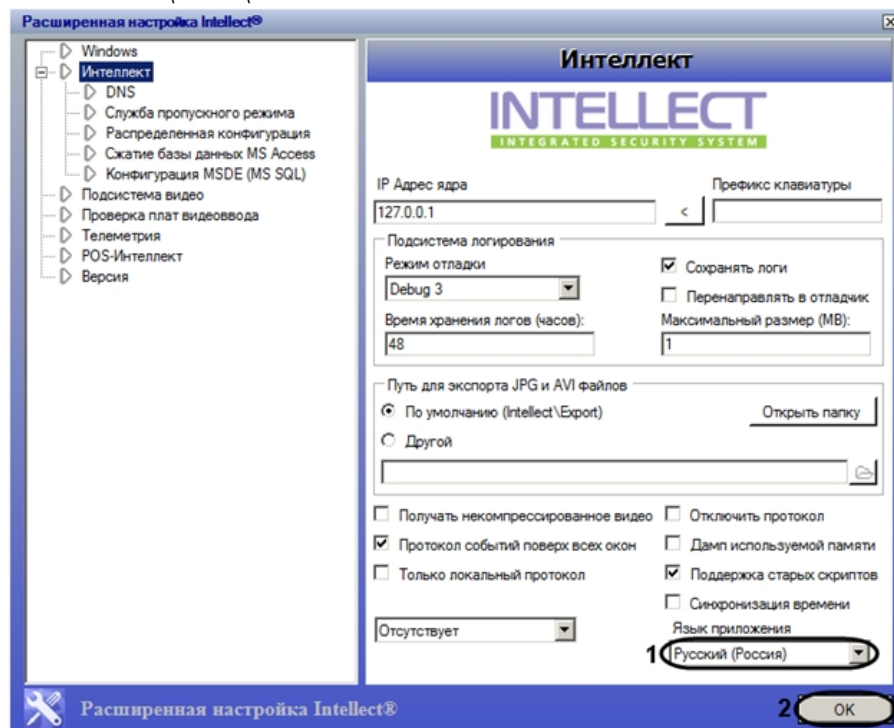 Расширенная настройка Intellect®
Windows
Интеллект
DNS
Служба пропускного режима
Распределенная конфигурация
Сжатие базы данных MS Access
Конфигурация MSDE (MS SQL)
Подсистема видео
Проверка плат видеоввода
Телеметрия
POS-Интеллект
Версия
Интеллект
INTELLECT
INTEGRATED SECURITY SYSTEM
IP Адрес ядра
Префикс клавиатуры
127.0.0.1
<
Подсистема логирования
Режим отладки
Сохранять логи
Debug 3
Перенаправлять в отладчик
Время хранения логов (часов):
Максимальный размер (MB):
48
1
Путь для экспорта JPG и AVI файлов
По умолчанию (Intellect\Export)
Открыть папку
Другой
Получать некомпрессированное видео
Отключить протокол
Протокол событий поверх всех окон
Дамп используемой памяти
Только локальный протокол
Поддержка старых скриптов
Синхронизация времени
Отсутствует
Язык приложения
1
Русский (Россия)
Расширенная настройка Intellect®
2
OK